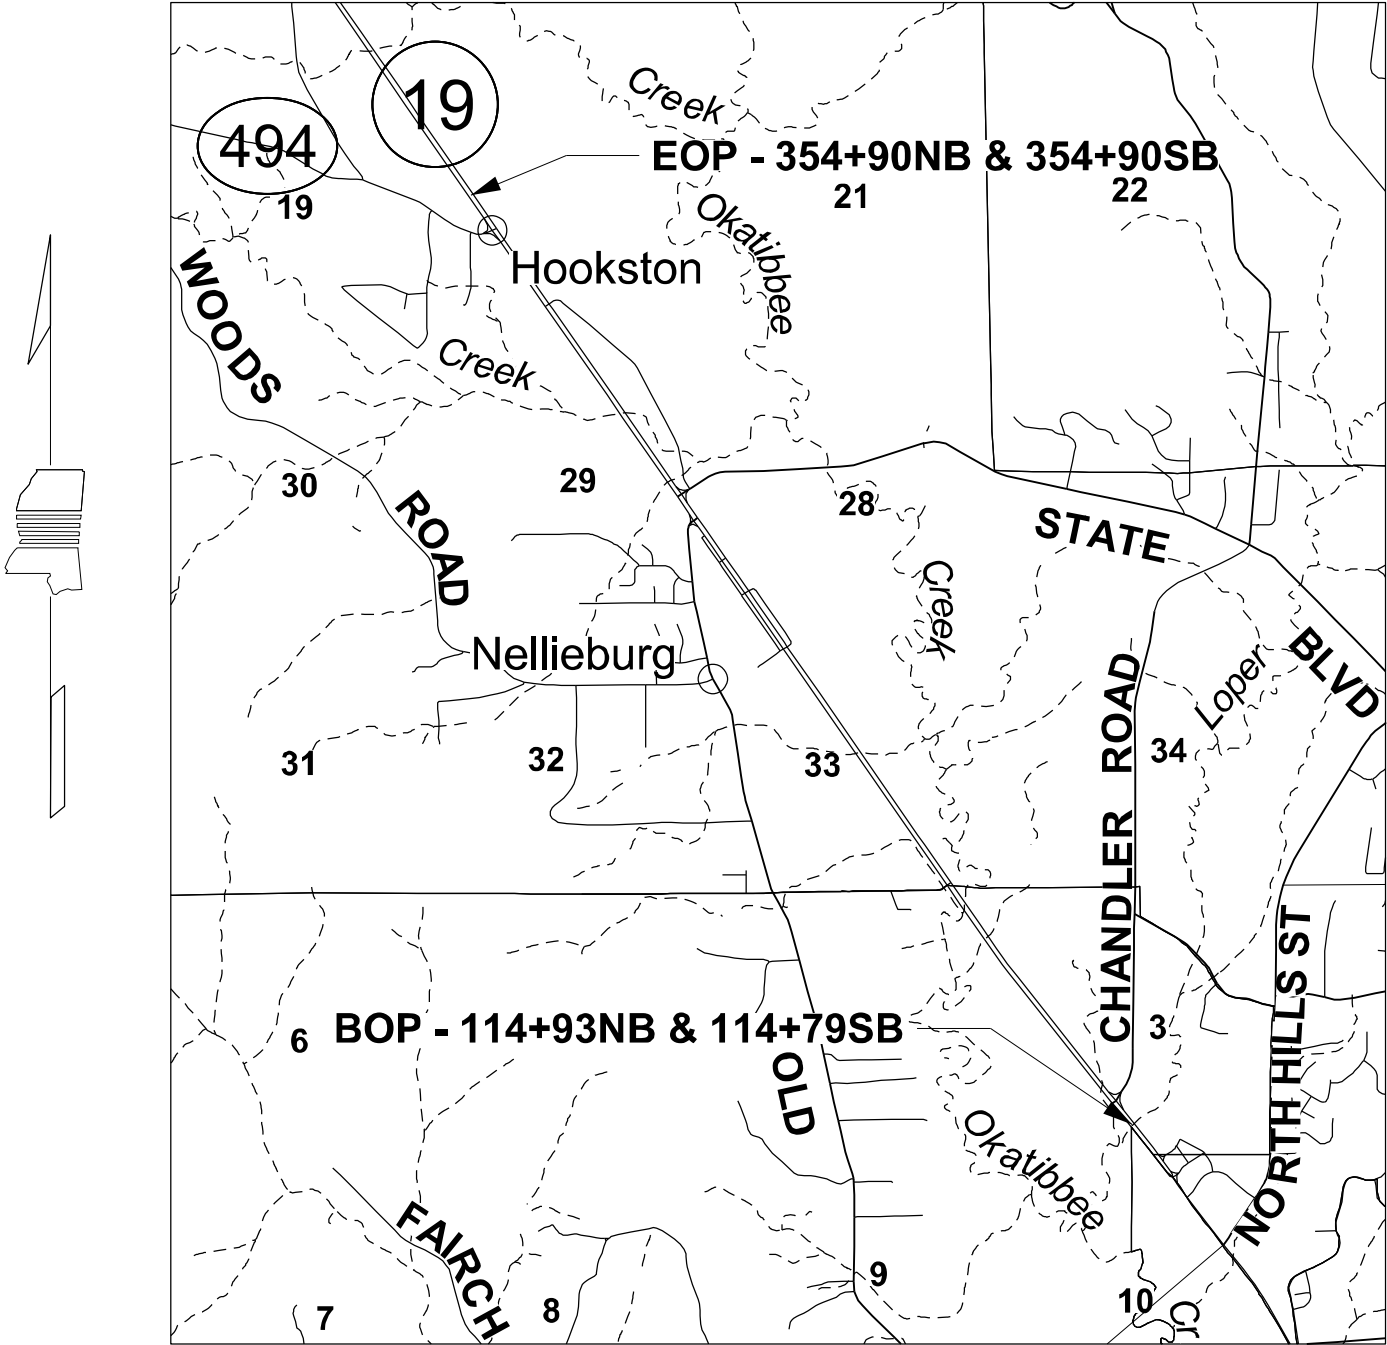 19
494
Creek
EOP - 354+90NB & 354+90SB
19
21
22
Okatibbee
Hookston
WOODS
Creek
30
29
28
ROAD
STATE
Creek
Nellieburg
BLVD
Loper
31
32
33
34
CHANDLER ROAD
NORTH HILLS ST
6
BOP - 114+93NB & 114+79SB
3
OLD
Okatibbee
FAIRCH
7
8
9
10
Cr